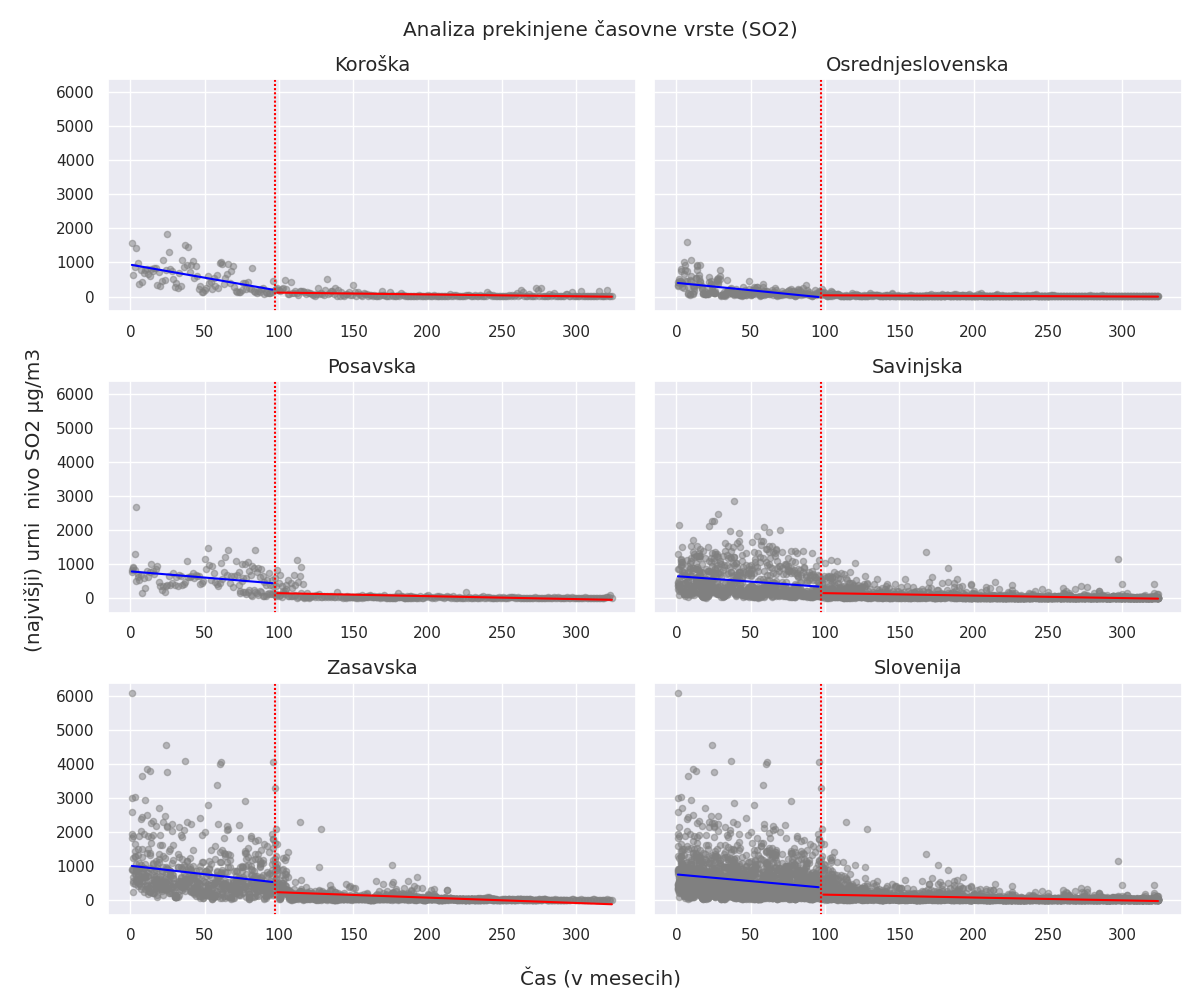 Analiza prekinjene časovne vrste (SO2)
Koroška
Osrednjeslovenska
6000
5000
4000
3000
2000
1000
0
0 50 100 150 200 250 300
0 50 100 150 200 250 300
Posavska
Savinjska
6000
5000
4000
3000
2000
1000
0
0 50 100 150 200 250 300
0 50 100 150 200 250 300
(najvišji) urni  nivo SO2 µg/m3
Zasavska
Slovenija
6000
5000
4000
3000
2000
1000
0
0 50 100 150 200 250 300
0 50 100 150 200 250 300
Čas (v mesecih)